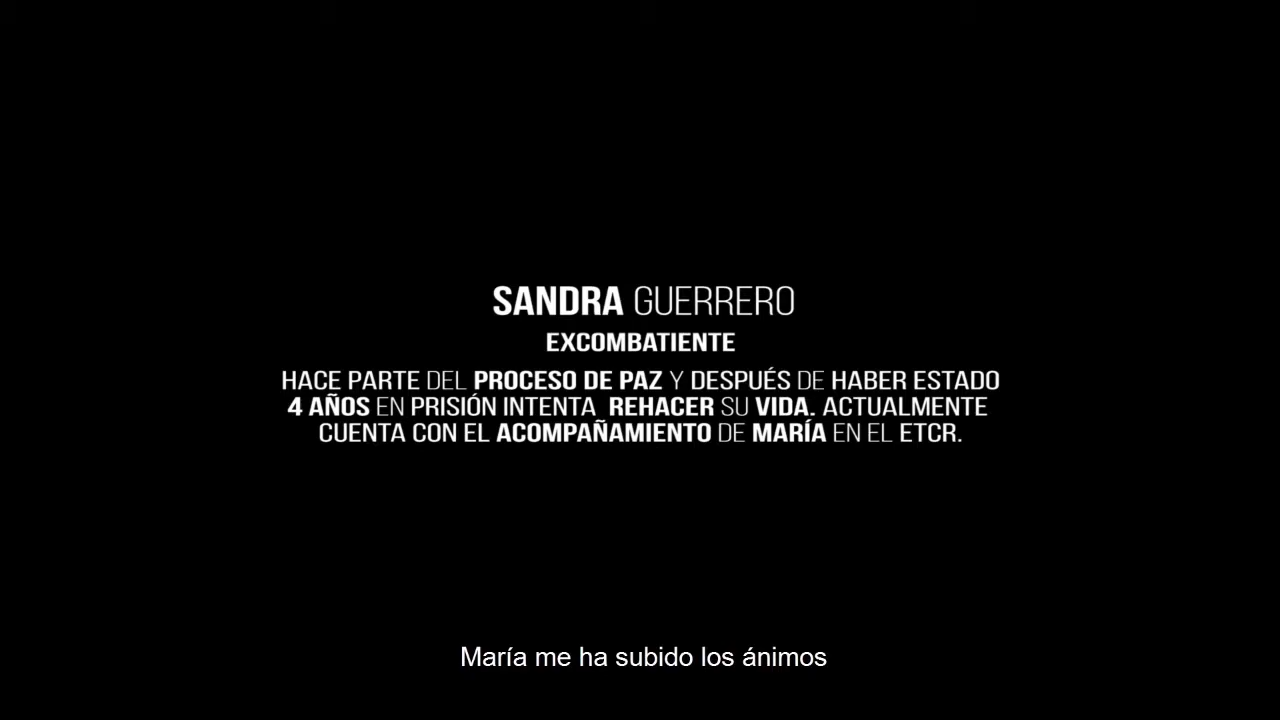 SANDRA GUERRERO
EXCOMBATIENTE
HACE PARTE DEL PROCESO DE PAZ Y DESPUÉS DE HABER ESTADO
4 AÑOS EN PRISIÓN INTENTA REHACER SU VIDA. ACTUALMENTE
CUENTA CON EL ACOMPAÑAMIENTO DE MARÍA EN EL ETCR.
María me ha subido los ánimos